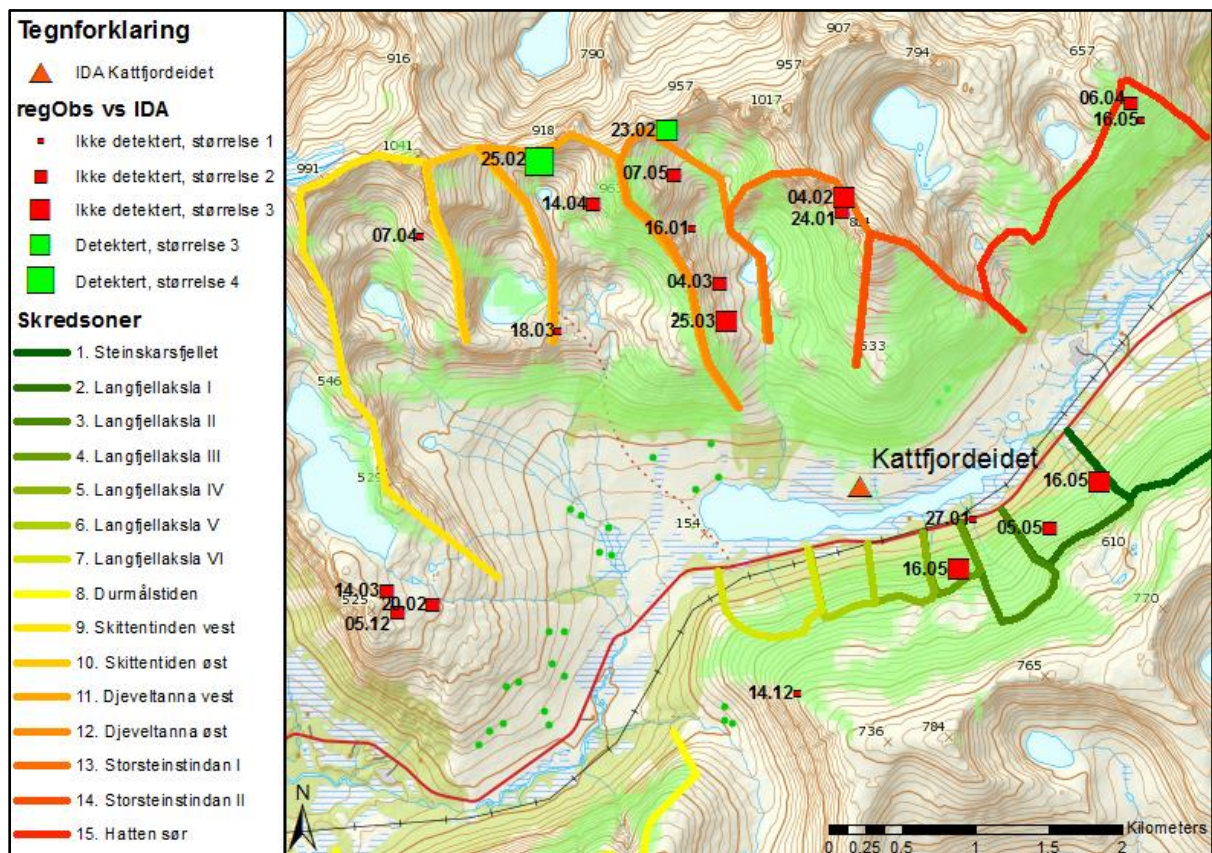 Tegnforklaring
IDA Kattfjordeidet
regObs vs IDA
Ikke detektert, størrelse 1
Ikke detektert, størrelse 2
Ikke detektert, størrelse 3
Detektert, størrelse 3
Detektert, størrelse 4
Skredsoner
1. Steinskarsfjellet
2. Langfjellaksla I
3. Langfjellaksla II
4. Langfjellaksla III
5. Langfjellaksla IV
6. Langfjellaksla V
7. Langfjellaksla VI
8. Durmålstiden
9. Skittentinden vest
10. Skittentiden øst
11. Djeveltanna vest
12. Djeveltanna øst
13. Storsteinstindan I
14. Storsteinstindan II
15. Hatten sør
907
916
790
794
657
957
957
1017
06.04
16.05
918
23.02
1041
25.02
991
07.05
14.04
04.02
24.01
16.01
07.04
04.03
25.03
18.03
533
546
Kattfjordeidet
529
16.05
154
27.01
05.05
610
16.05
14.03
525
20.02
05.12
770
765
14.12
736
784
N
Kilometers
0 0.25 0.5 1 1.5 2